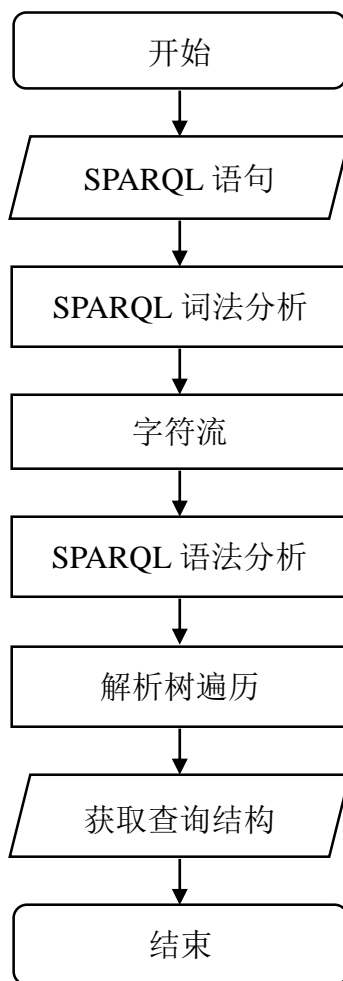 开始
SPARQL 语句
SPARQL 词法分析
字符流
SPARQL 语法分析
解析树遍历
获取查询结构
结束